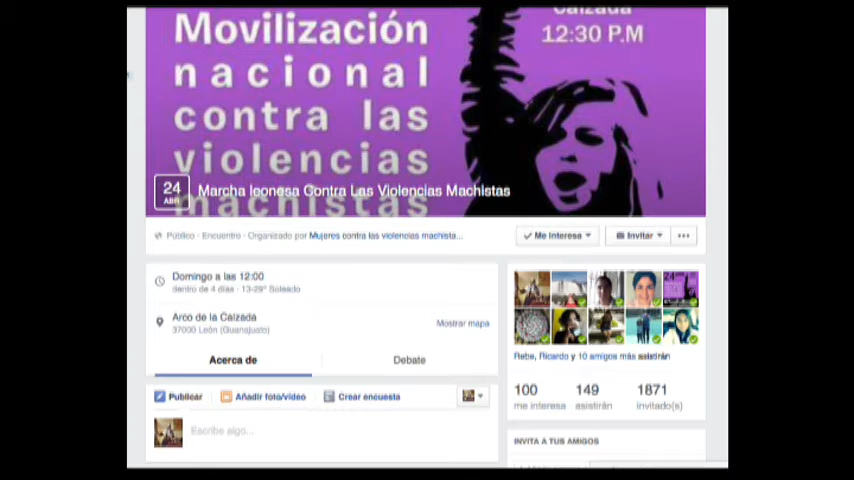 Movilización
nacional
contra las
violencias
machistas
Calzada
12:30 P.M
24
ABR
Marcha leonesa Contra Las Violencias Machistas
Público · Encuentro · Organizado por Mujeres contra las violencias machista...
Me interesa
Invitar
Domingo a las 12:00
dentro de 4 días · 13-29° Soleado
Arco de la Calzada
37000 León (Guanajuato)
Mostrar mapa
Acerca de
Debate
Publicar
Añadir foto/vídeo
Crear encuesta
Escribe algo...
Rebe, Ricardo y 10 amigos más asistirán
100
149
1871
me interesa
asistirán
invitado(s)
INVITA A TUS AMIGOS